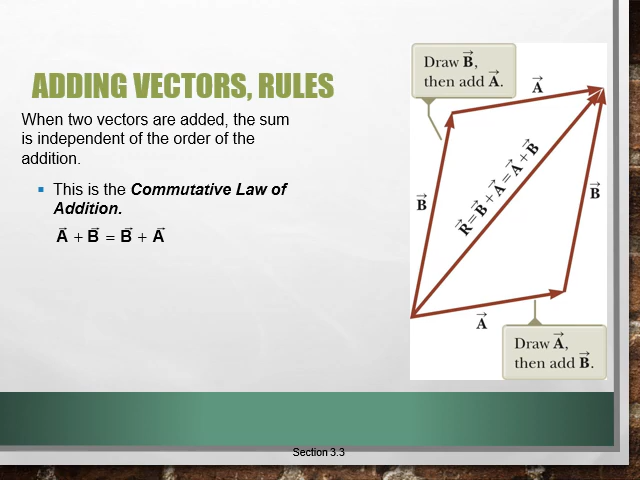 ADDING VECTORS, RULES
When two vectors are added, the sum
is independent of the order of the
addition.
▪ This is the Commutative Law of
Addition.
A⃗ + B⃗ = B⃗ + A⃗
Draw B⃗,
then add A⃗.
A⃗
B⃗
R⃗ = B⃗ + A⃗ = A⃗ + B⃗
B⃗
A⃗
Draw A⃗,
then add B⃗.
Section 3.3